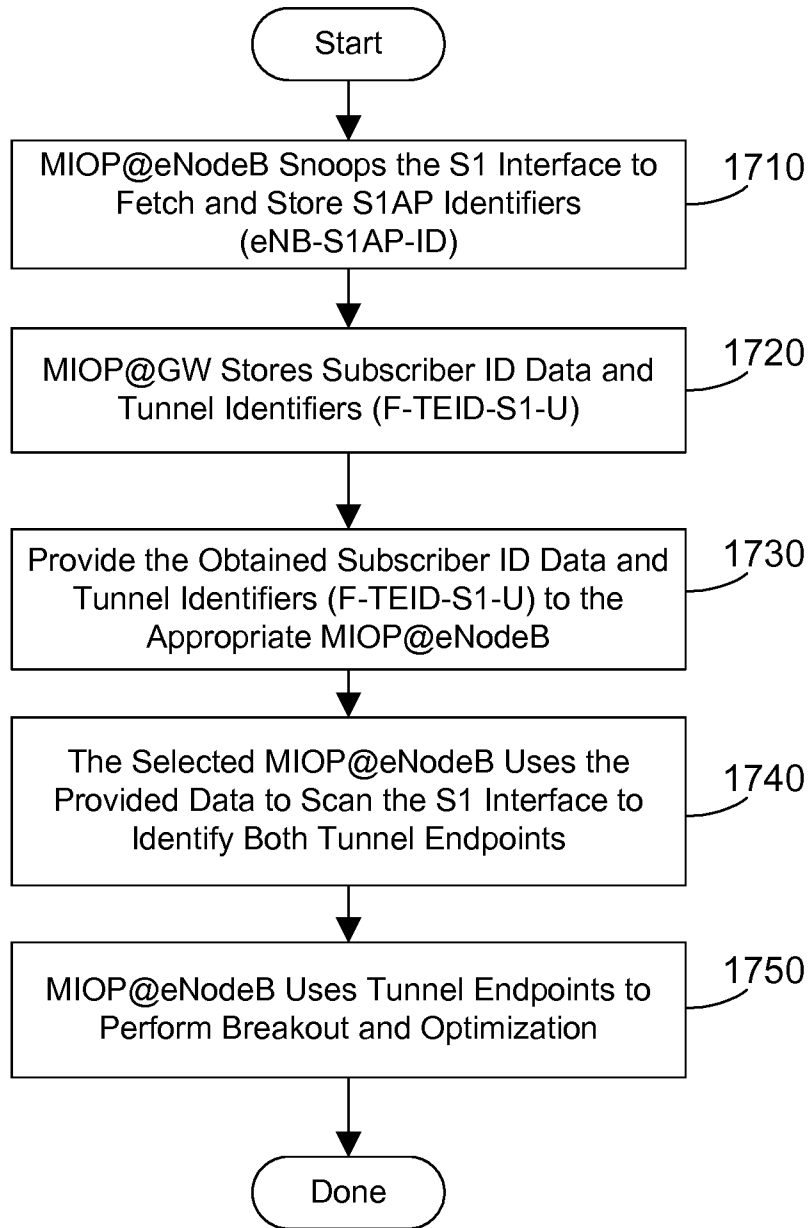 Start
MIOP@eNodeB Snoops the S1 Interface to
Fetch and Store S1AP Identifiers
(eNB-S1AP-ID)
1710
MIOP@GW Stores Subscriber ID Data and
Tunnel Identifiers (F-TEID-S1-U)
1720
Provide the Obtained Subscriber ID Data and
Tunnel Identifiers (F-TEID-S1-U) to the
Appropriate MIOP@eNodeB
1730
The Selected MIOP@eNodeB Uses the
Provided Data to Scan the S1 Interface to
Identify Both Tunnel Endpoints
1740
MIOP@eNodeB Uses Tunnel Endpoints to
Perform Breakout and Optimization
1750
Done